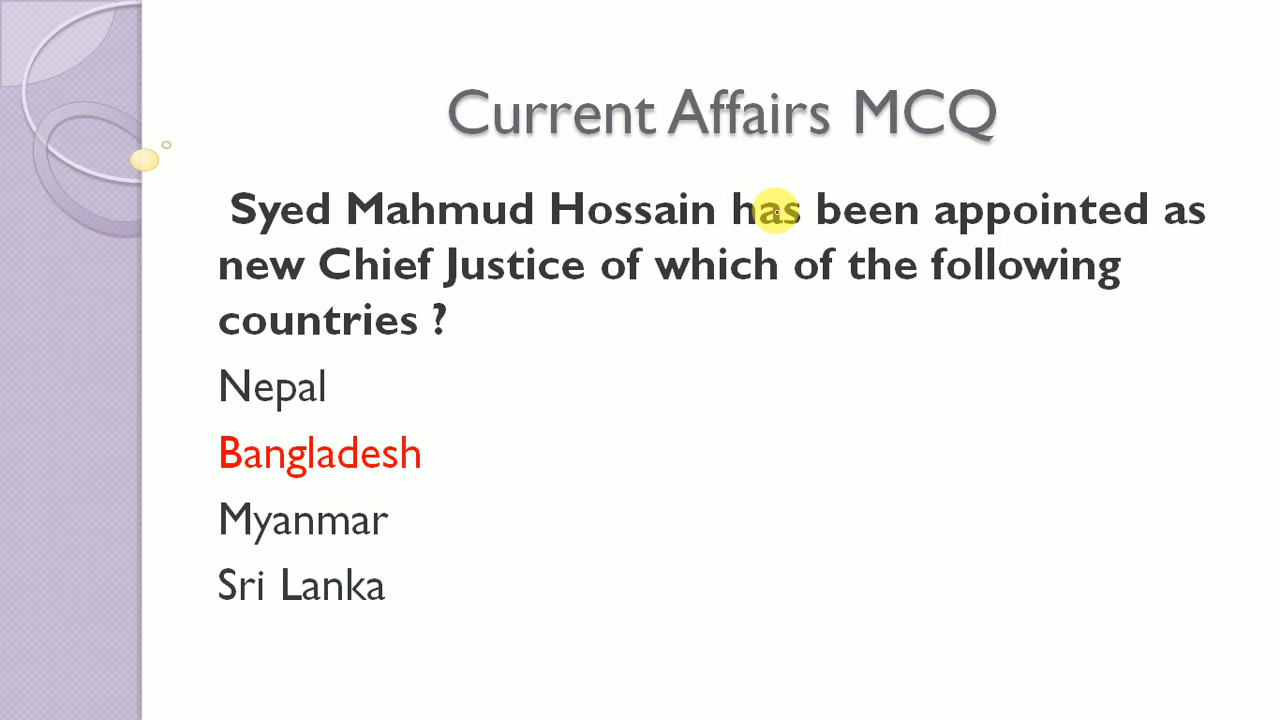 Current Affairs MCQ
Syed Mahmud Hossain has been appointed as
new Chief Justice of which of the following
countries ?
Nepal
Bangladesh
Myanmar
Sri Lanka